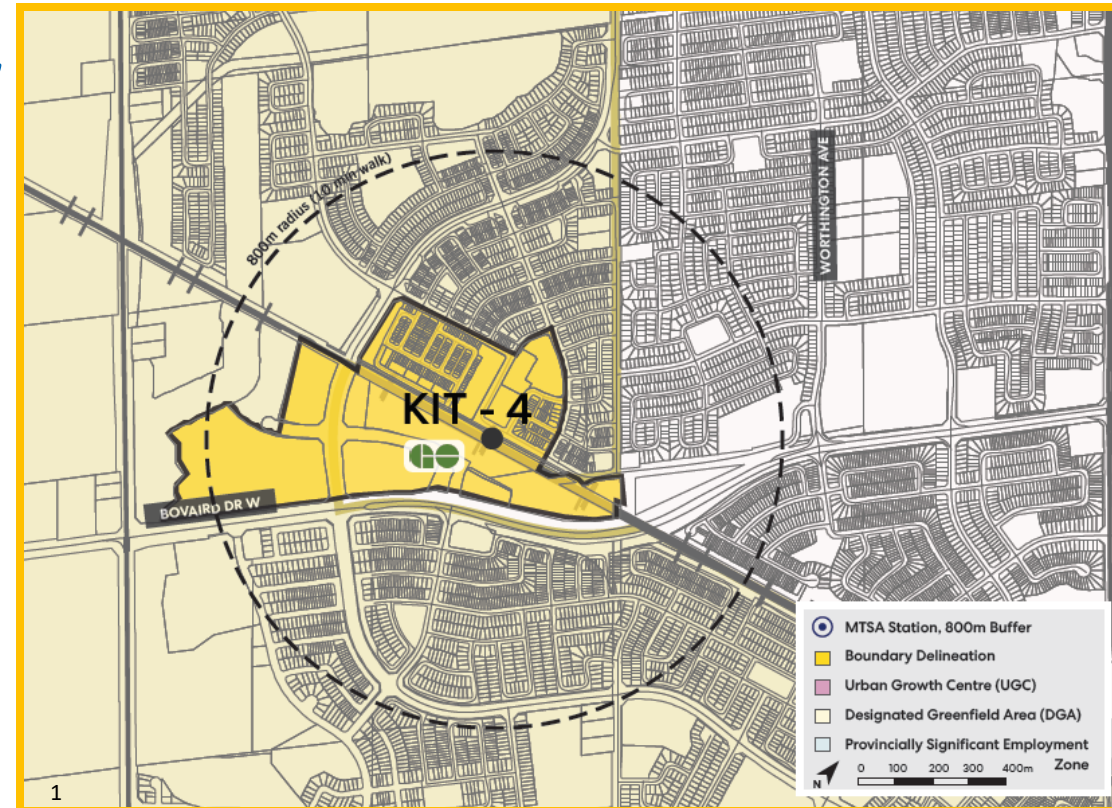 800m radius (10 min walk)
WORTHINGTON AVE
KIT - 4
GO
BOVAIRD DR W
MTSA Station, 800m Buffer
Boundary Delineation
Urban Growth Centre (UGC)
Designated Greenfield Area (DGA)
Provincially Significant Employment
Zone
0 100 200 300 400m
N
1